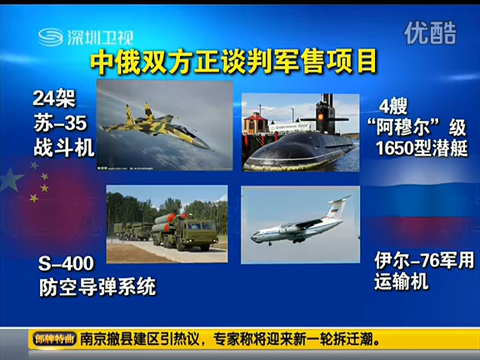 深圳卫视
优酷
中俄双方正谈判军售项目
24架
苏-35
战斗机
4艘
“阿穆尔”级
1650型潜艇
S-400
防空导弹系统
伊尔-76军用
运输机
郎牌特曲
南京撤县建区引热议，专家称将迎来新一轮拆迁潮。